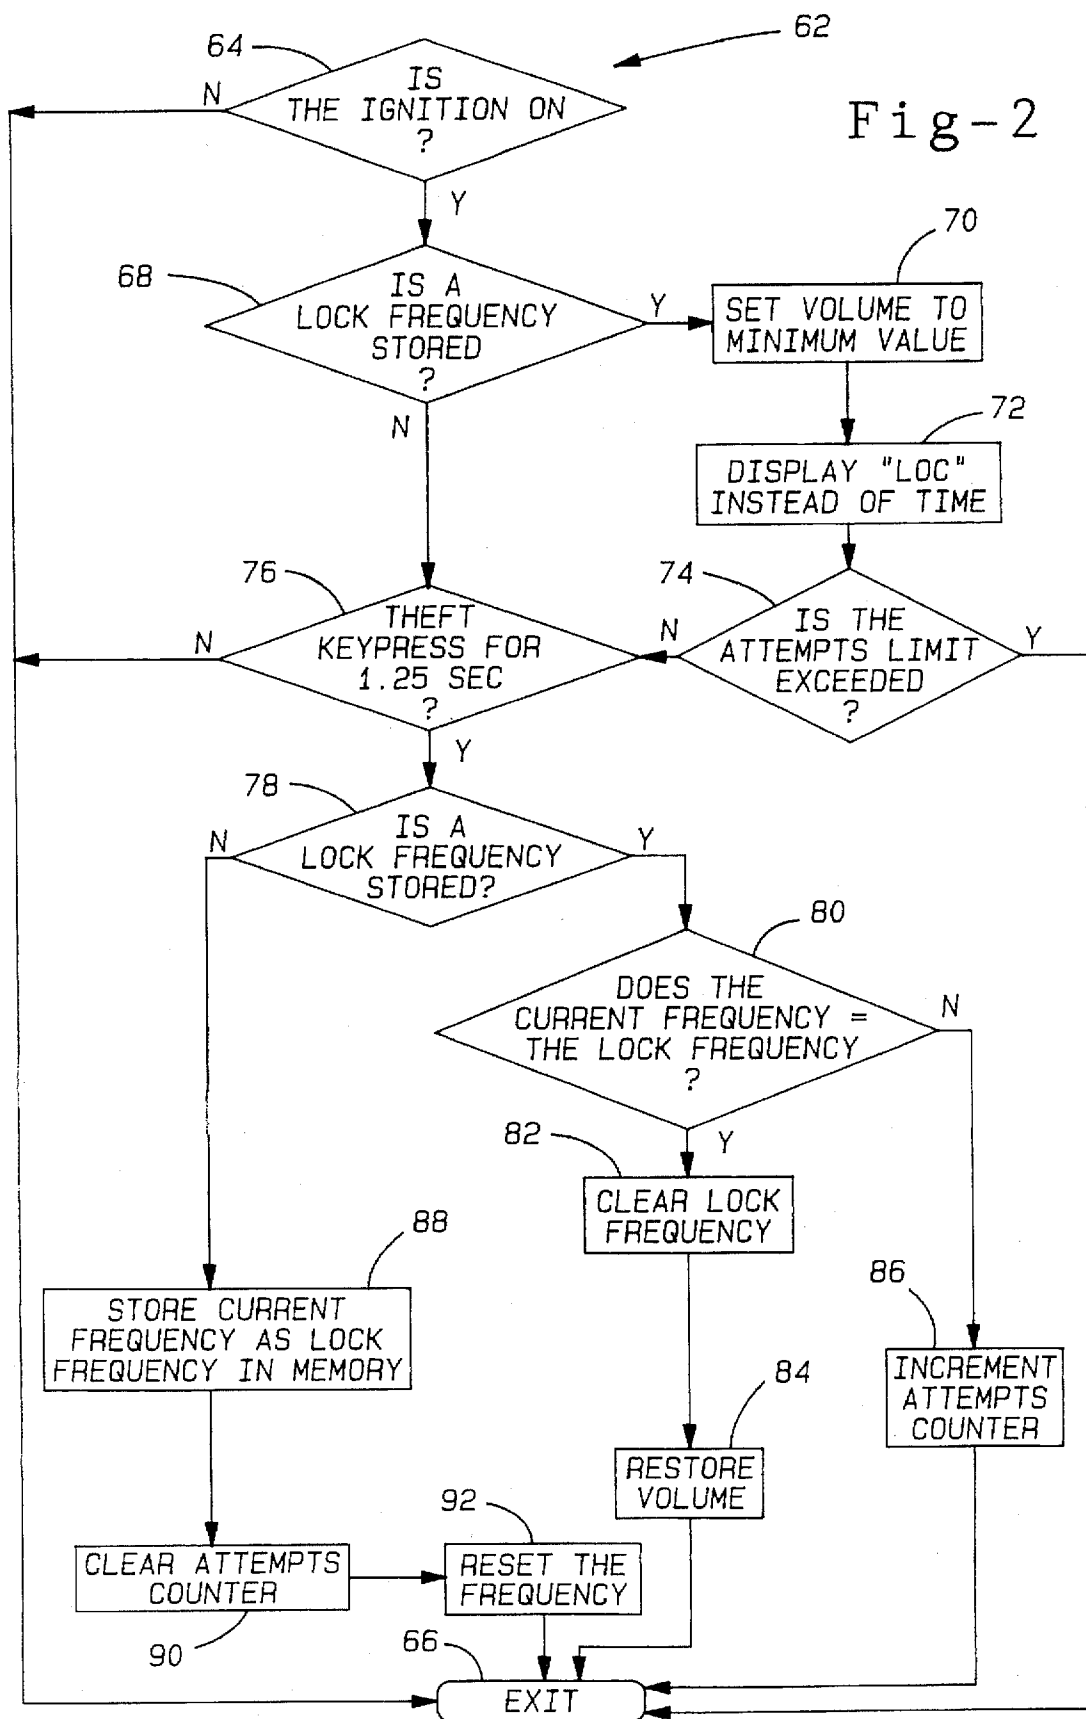 62
64
IS
THE IGNITION ON
?
N
Y
Fig-2
68
IS A
LOCK FREQUENCY
STORED
?
Y
N
70
SET VOLUME TO
MINIMUM VALUE
72
DISPLAY "LOC"
INSTEAD OF TIME
74
IS THE
ATTEMPTS LIMIT
EXCEEDED
?
N
Y
76
THEFT
KEYPRESS FOR
1.25 SEC
?
N
Y
78
IS A
LOCK FREQUENCY
STORED?
N
Y
80
DOES THE
CURRENT FREQUENCY =
THE LOCK FREQUENCY
?
N
Y
82
CLEAR LOCK
FREQUENCY
88
STORE CURRENT
FREQUENCY AS LOCK
FREQUENCY IN MEMORY
86
INCREMENT
ATTEMPTS
COUNTER
84
RESTORE
VOLUME
CLEAR ATTEMPTS
COUNTER
90
92
RESET THE
FREQUENCY
66
EXIT